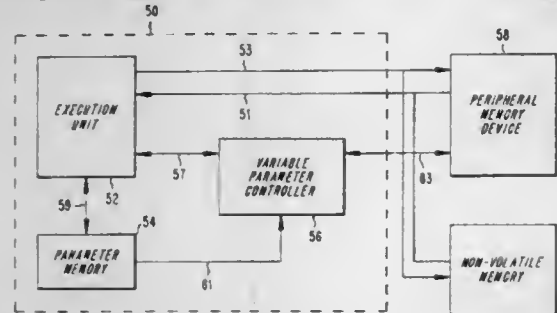 50
53
58
EXECUTION
UNIT
51
PERIPHERAL
MEMORY
DEVICE
57
VARIABLE
PARAMETER
CONTROLLER
63
59
52
54
56
PARAMETER
MEMORY
61
NON-VOLATILE
MEMORY